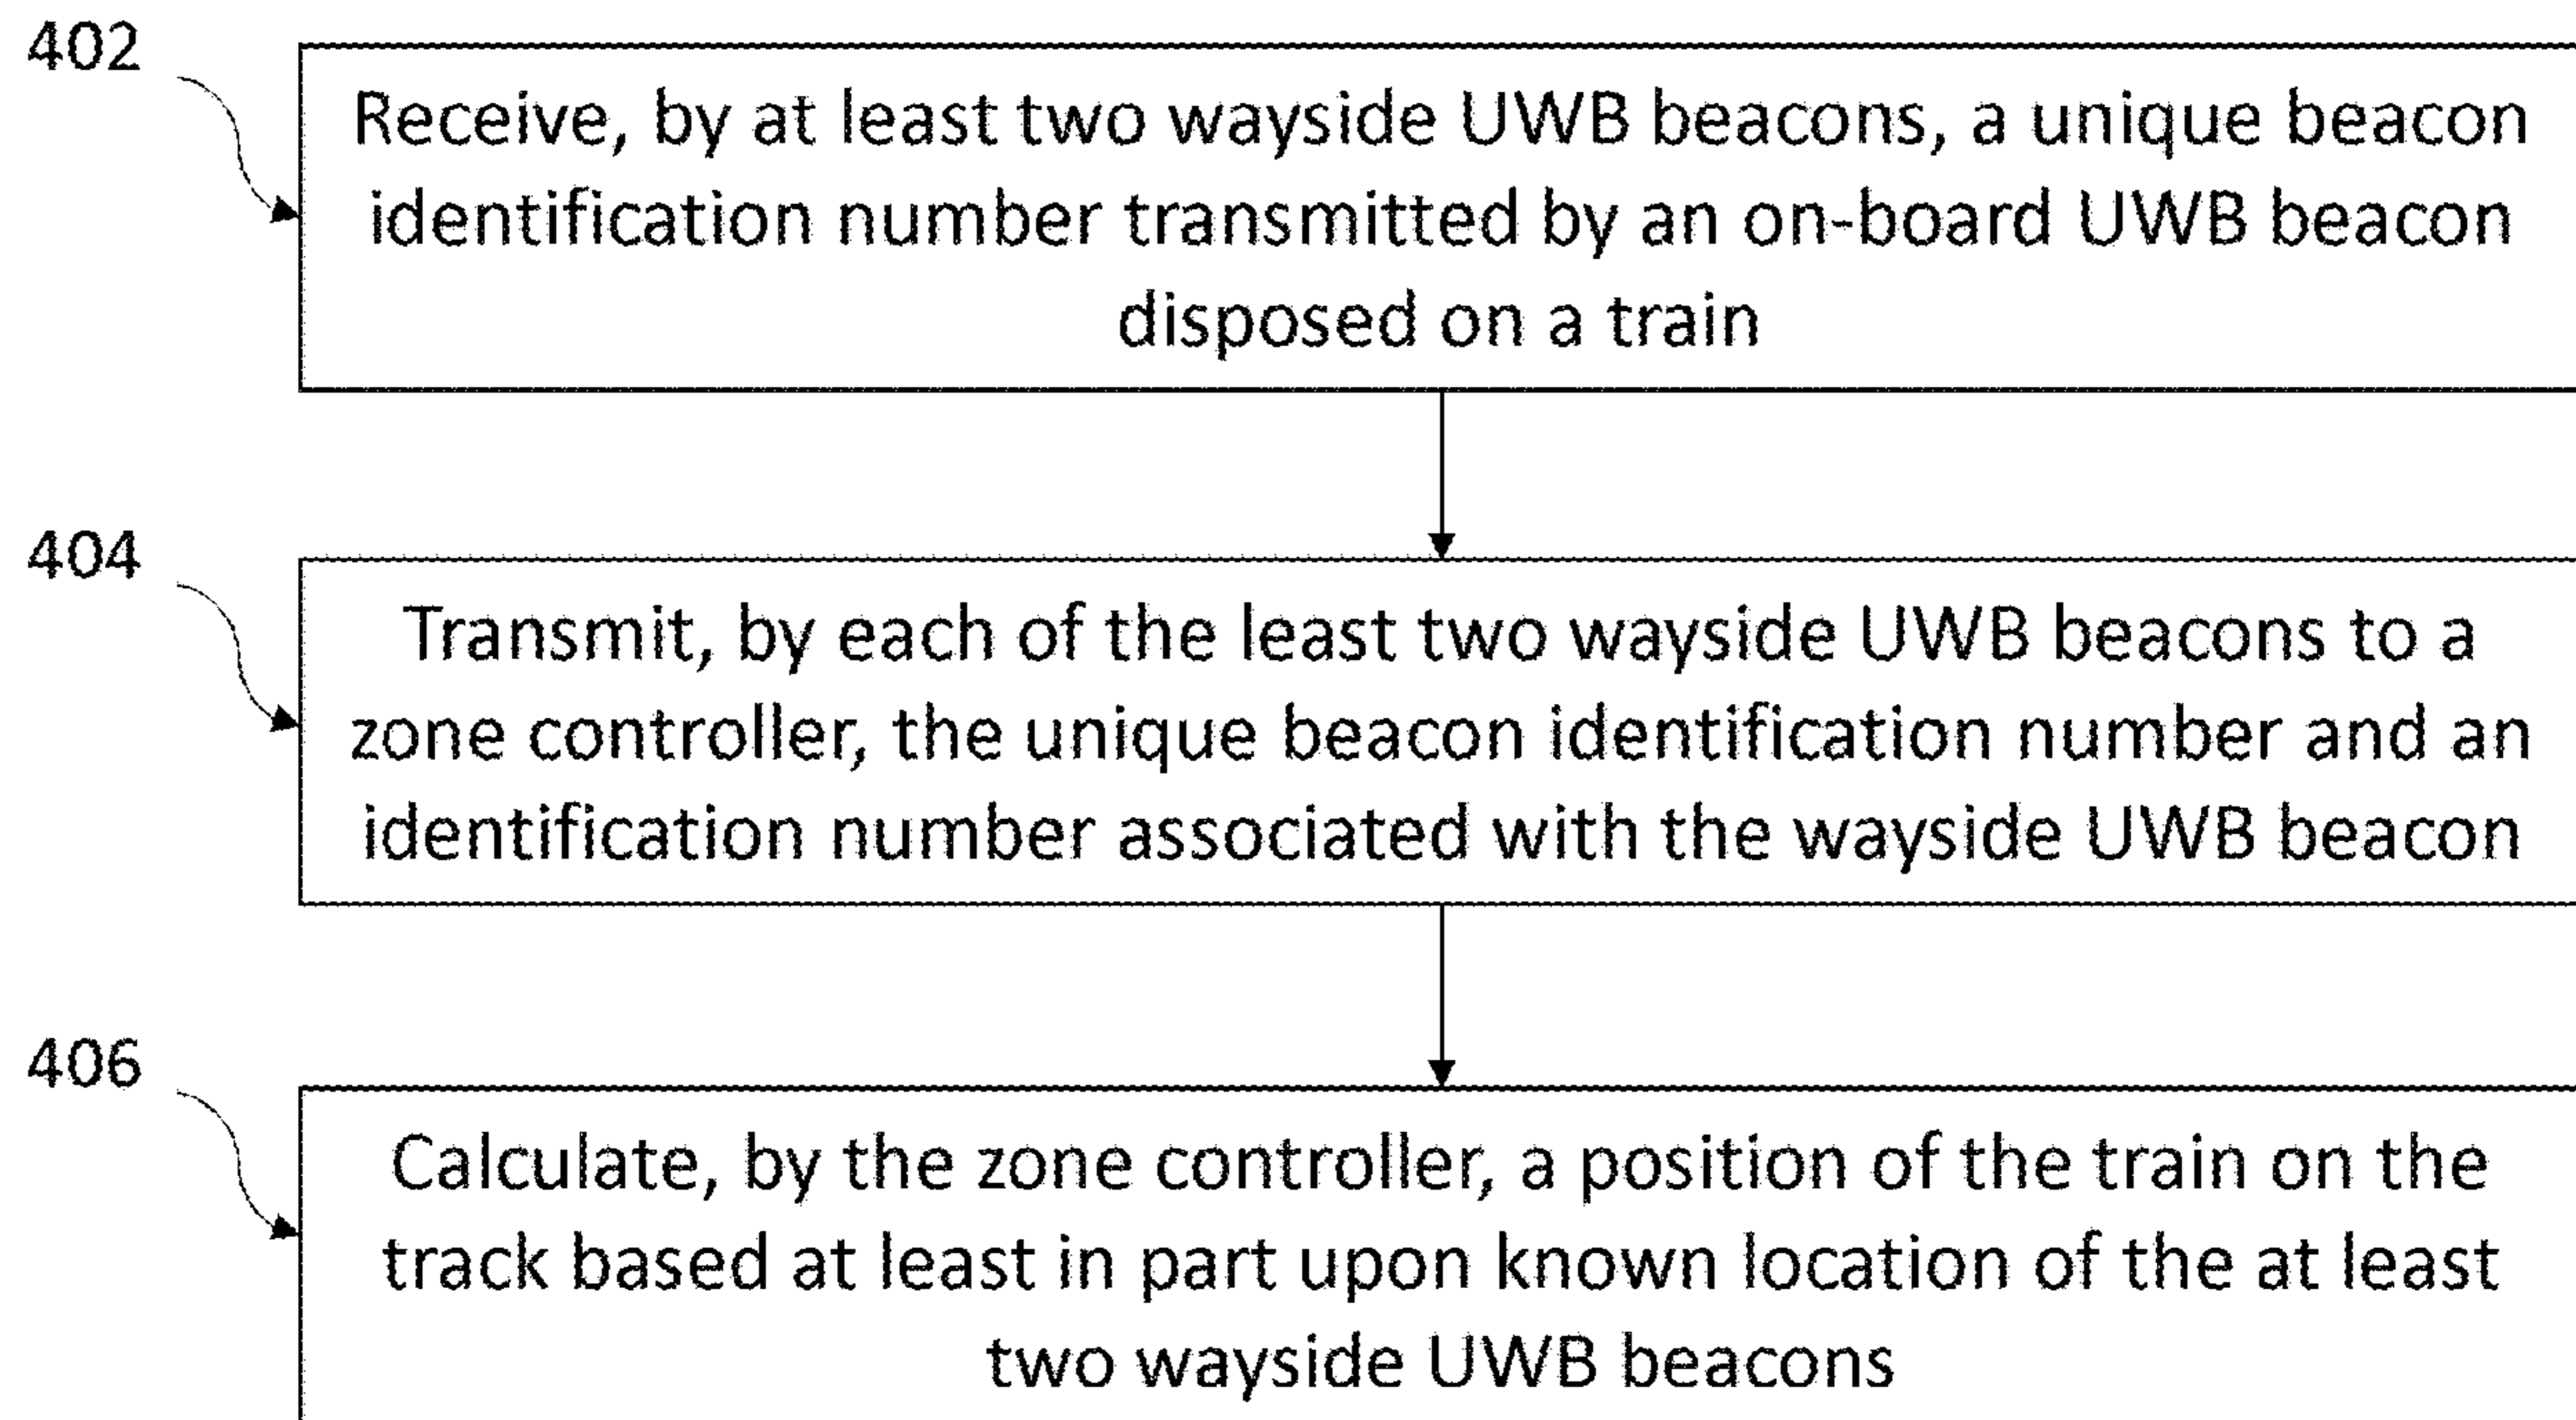 402
Receive, by at least two wayside UWB beacons, a unique beacon
identification number transmitted by an on-board UWB beacon
disposed on a train
404
Transmit, by each of the least two wayside UWB beacons to a
zone controller, the unique beacon identification number and an
identification number associated with the wayside UWB beacon
406
Calculate, by the zone controller, a position of the train on the
track based at least in part upon known location of the at least
two wayside UWB beacons